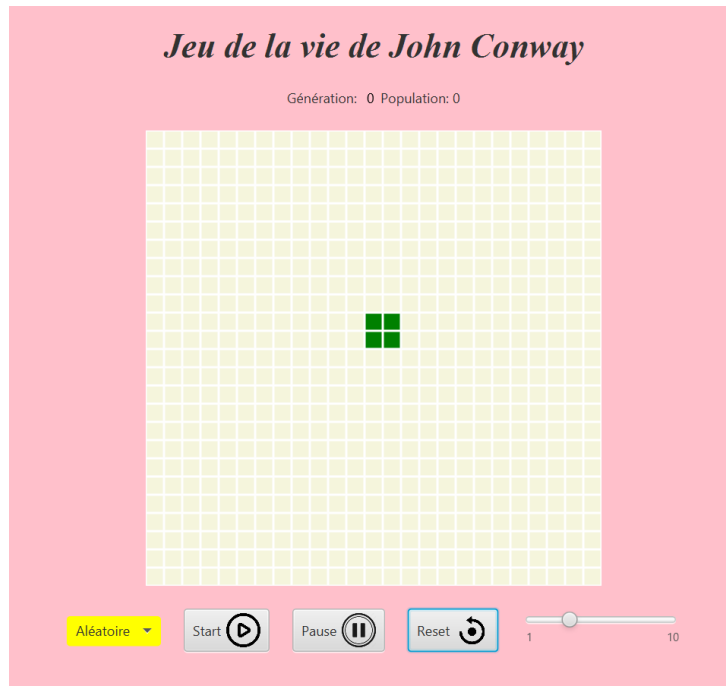 Jeu de la vie de John Conway
Génération: 0 Population: 0
Aléatoire Start Pause Reset
1 10